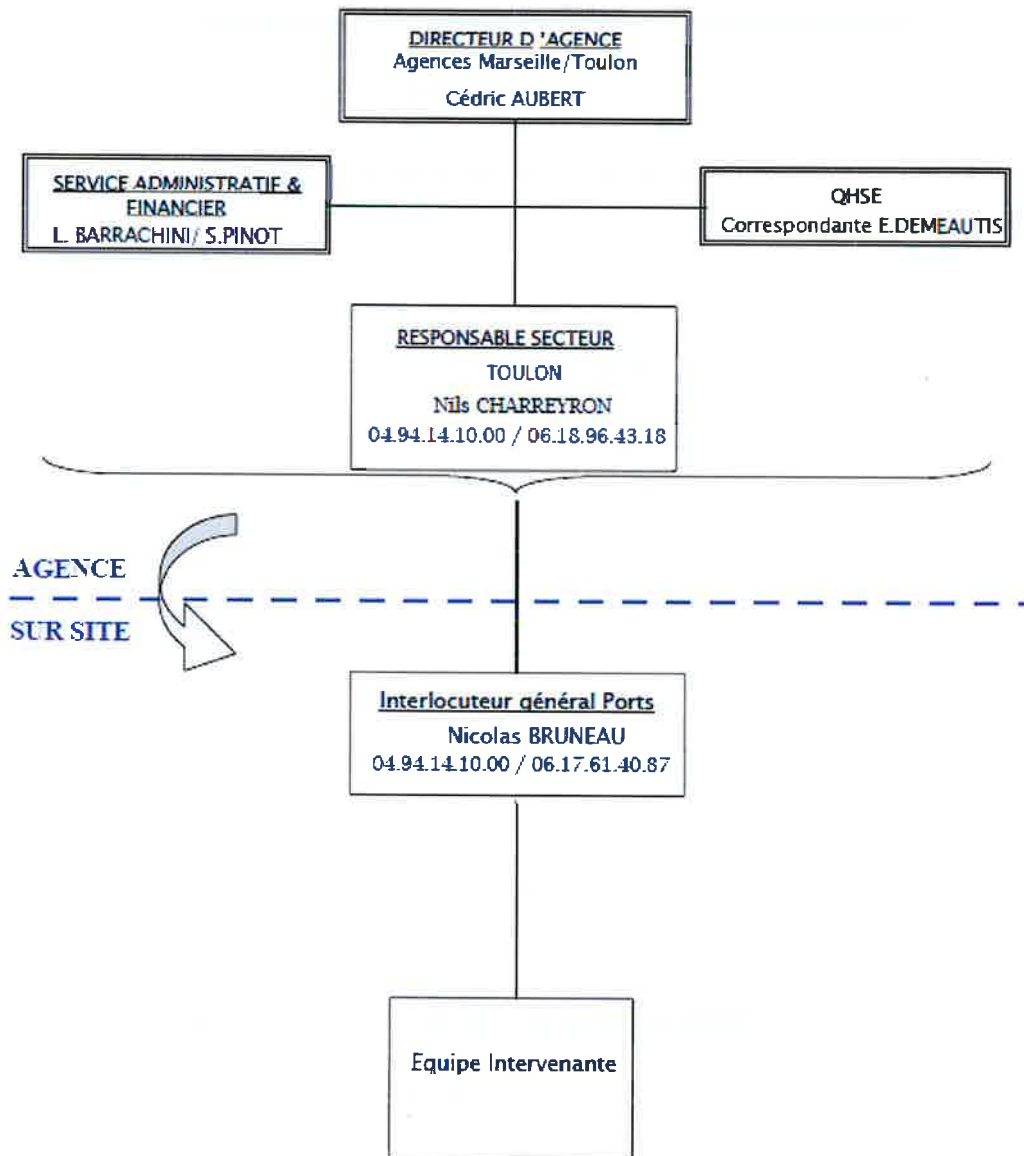 DIRECTEUR D 'AGENCE
Agences Marseille/Toulon
Cédric AUBERT
SERVICE ADMINISTRATIF &
FINANCIER
L. BARRACHINI/ S.PINOT
QHSE
Correspondante E.DEMEAUTIS
RESPONSABLE SECTEUR
TOULON
Nils CHARREYRON
04.94.14.10.00 / 06.18.96.43.18
AGENCE
SUR SITE
Interlocuteur général Ports
Nicolas BRUNEAU
04.94.14.10.00 / 06.17.61.40.87
Equipe Intervenante